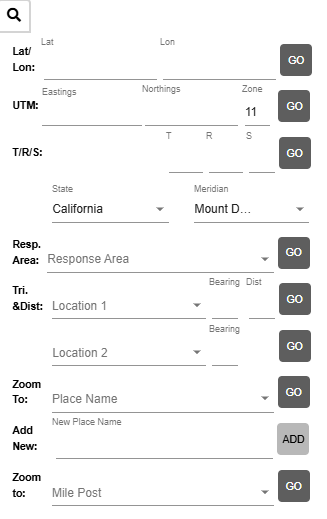 Lat Lon
Lat/
Lon:
GO
Eastings Northings Zone
UTM: 11 GO
T R S
T/R/S: GO
State Meridian
California Mount D...
Resp.
Area: Response Area GO
Bearing Dist
Tri.
&Dist: Location 1 GO
Bearing
Location 2 GO
Zoom
To: Place Name GO
New Place Name
Add
New: ADD
Zoom
to: Mile Post GO